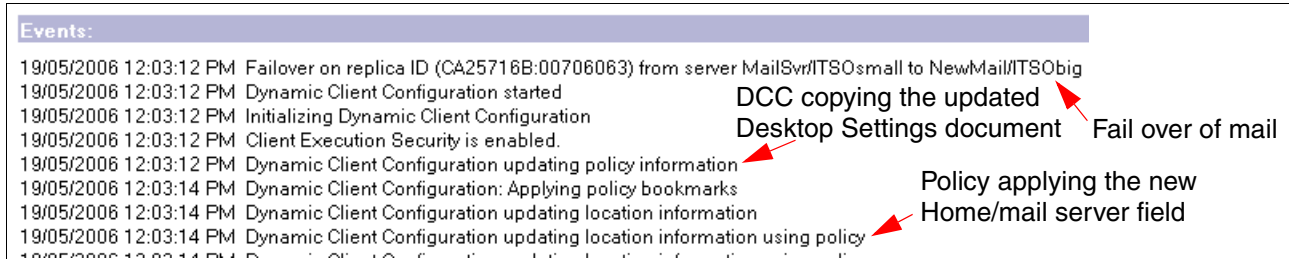 Events:
19/05/2006 12:03:12 PM Failover on replica ID (CA25716B:00706063) from server MailSvr/ITSOsmall to NewMail/ITSObig
19/05/2006 12:03:12 PM Dynamic Client Configuration started
19/05/2006 12:03:12 PM Initializing Dynamic Client Configuration
19/05/2006 12:03:12 PM Client Execution Security is enabled.
19/05/2006 12:03:12 PM Dynamic Client Configuration updating policy information
19/05/2006 12:03:14 PM Dynamic Client Configuration: Applying policy bookmarks
19/05/2006 12:03:14 PM Dynamic Client Configuration updating location information
19/05/2006 12:03:14 PM Dynamic Client Configuration updating location information using policy
DCC copying the updated
Desktop Settings document
Fail over of mail
Policy applying the new
Home/mail server field